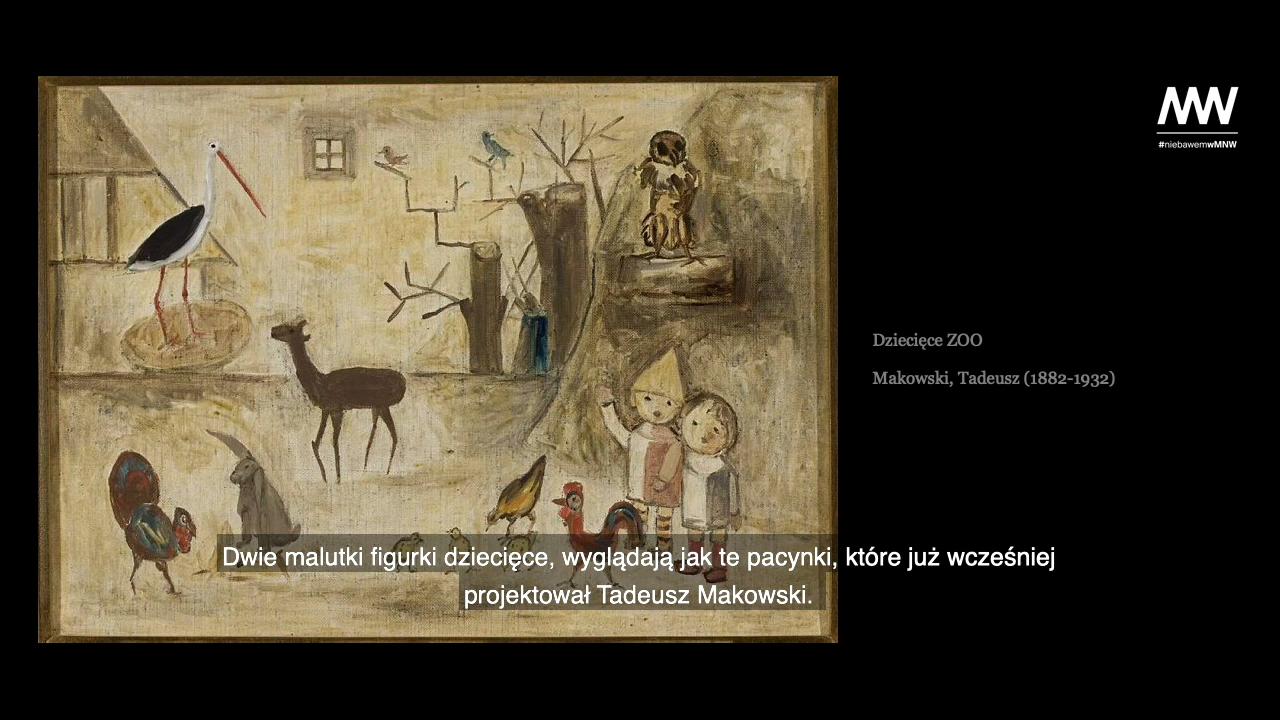 MW
#niebawemwMNW
Dziecięce ZOO
Makowski, Tadeusz (1882-1932)
Dwie malutki figurki dziecięce, wyglądają jak te pacynki, które już wcześniej
projektował Tadeusz Makowski.